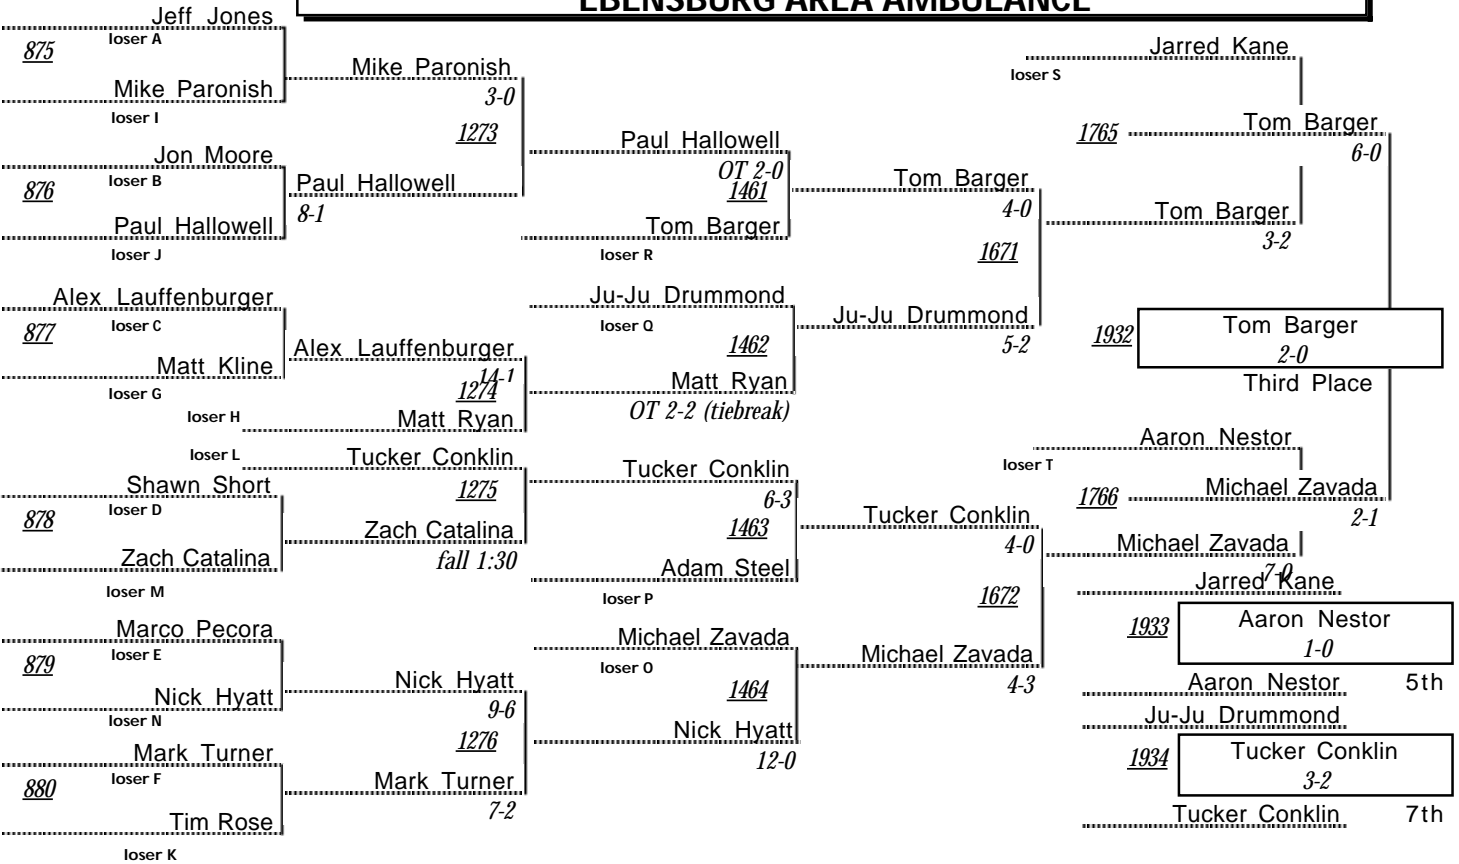 EBENSBURG AREA AMBULANCE
Jeff Jones
875
loser A
Mike Paronish
loser I
Jon Moore
876
loser B
Paul Hallowell
loser J
Alex Lauffenburger
877
loser C
Matt Kline
loser G
Shawn Short
878
loser D
Zach Catalina
loser M
Marco Pecora
879
loser E
Nick Hyatt
loser N
Mark Turner
880
loser F
Tim Rose
loser K
Mike Paronish
3-0
1273
Paul Hallowell
8-1
Alex Lauffenburger
14-1
1274
loser H
Matt Ryan
loser L
Tucker Conklin
1275
Zach Catalina
fall 1:30
Nick Hyatt
9-6
1276
Mark Turner
7-2
Paul Hallowell
OT 2-0
1461
Tom Barger
loser R
Ju-Ju Drummond
loser Q
1462
Matt Ryan
OT 2-2 (tiebreak)
Tucker Conklin
6-3
1463
Adam Steel
loser P
Michael Zavada
loser O
1464
Nick Hyatt
12-0
Tom Barger
4-0
1671
Ju-Ju Drummond
5-2
Tucker Conklin
4-0
1672
Michael Zavada
4-3
Jarred Kane
loser S
1765
Tom Barger
6-0
Tom Barger
3-2
1932
Tom Barger
2-0
Third Place
Aaron Nestor
loser T
1766
Michael Zavada
2-1
Michael Zavada
7-0
Jarred Kane
1933
Aaron Nestor
1-0
Aaron Nestor 5th
Ju-Ju Drummond
1934
Tucker Conklin
3-2
Tucker Conklin 7th